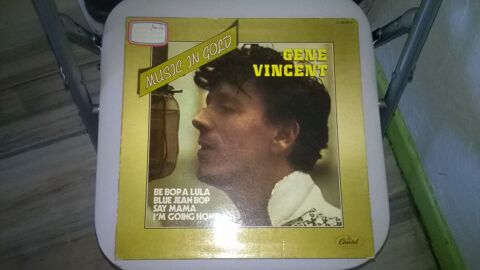 MUSIC IN GOLD
GENE
VINCENT
BE BOP A LULA
BLUE JEAN BOP
SAY MAMA
I'M GOING HOME
Capitol